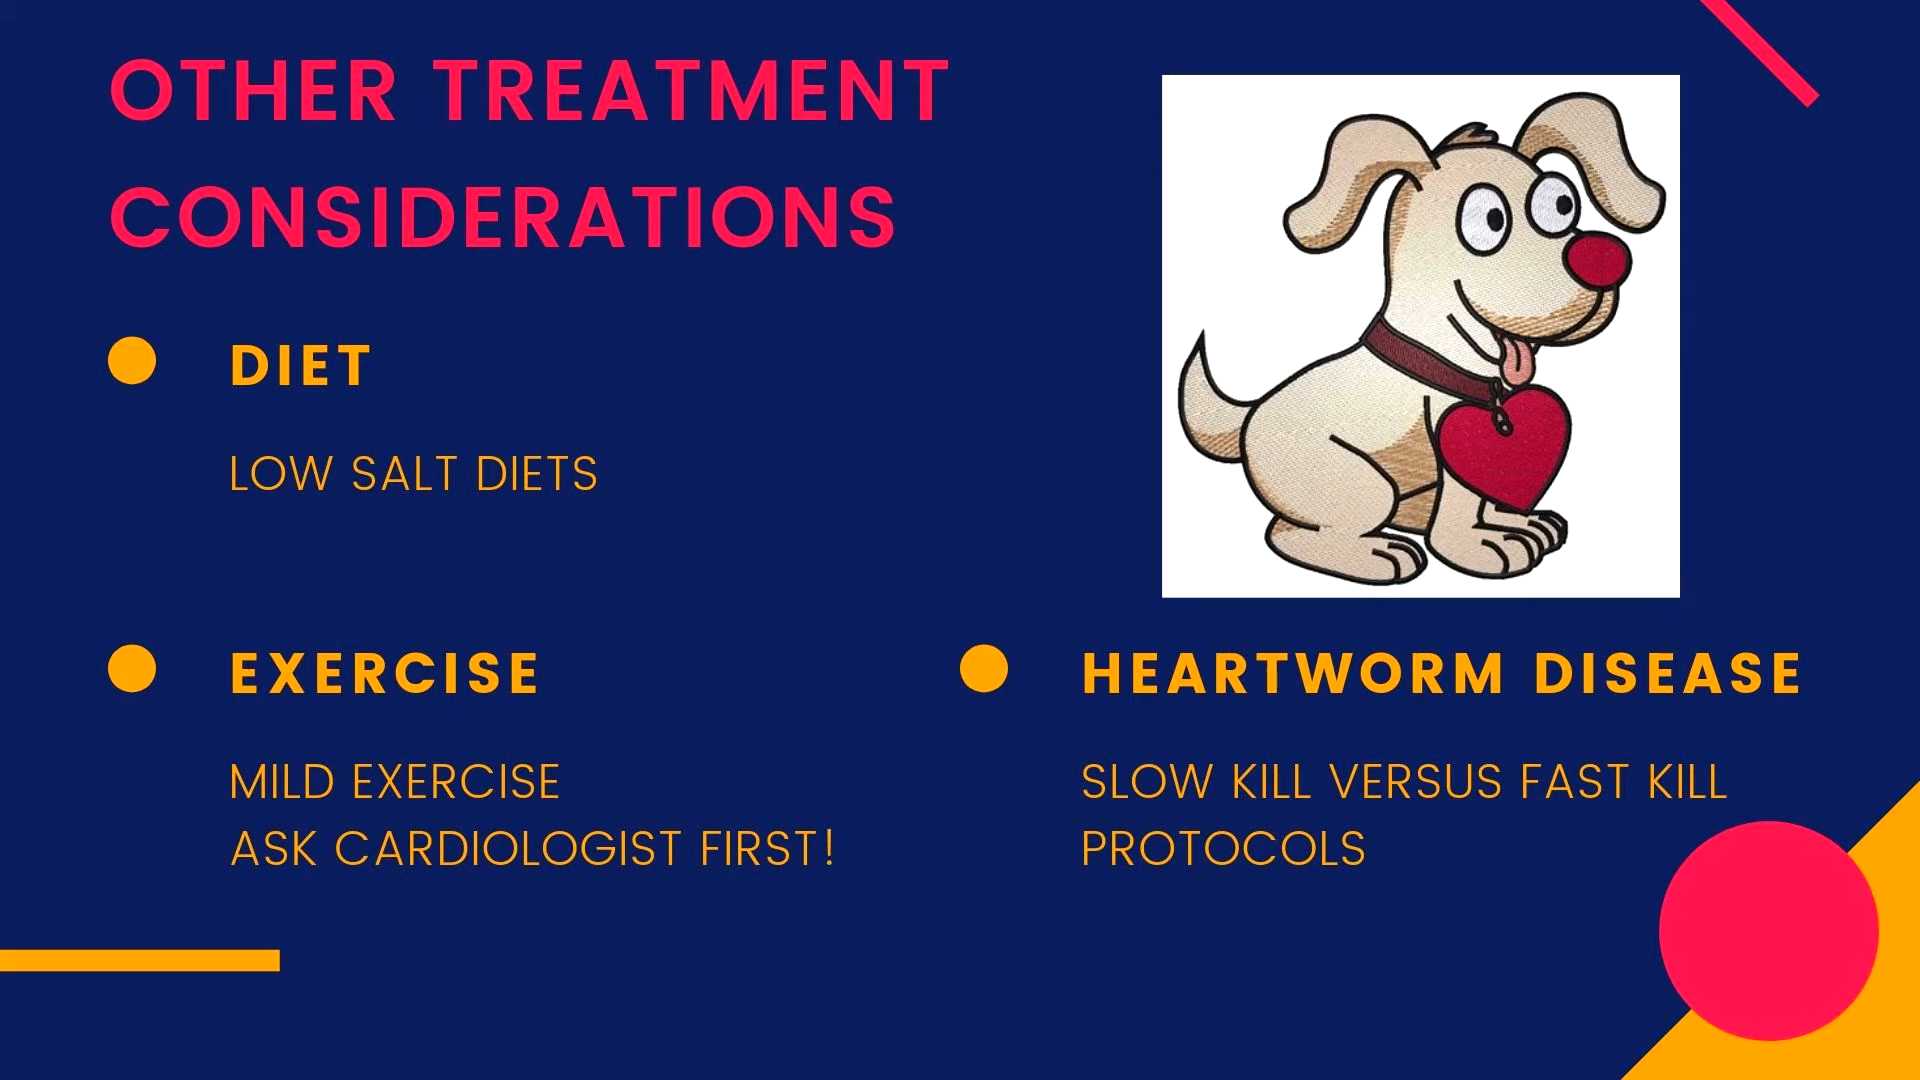 OTHER TREATMENT
CONSIDERATIONS
DIET
LOW SALT DIETS
EXERCISE
MILD EXERCISE
ASK CARDIOLOGIST FIRST!
HEARTWORM DISEASE
SLOW KILL VERSUS FAST KILL
PROTOCOLS